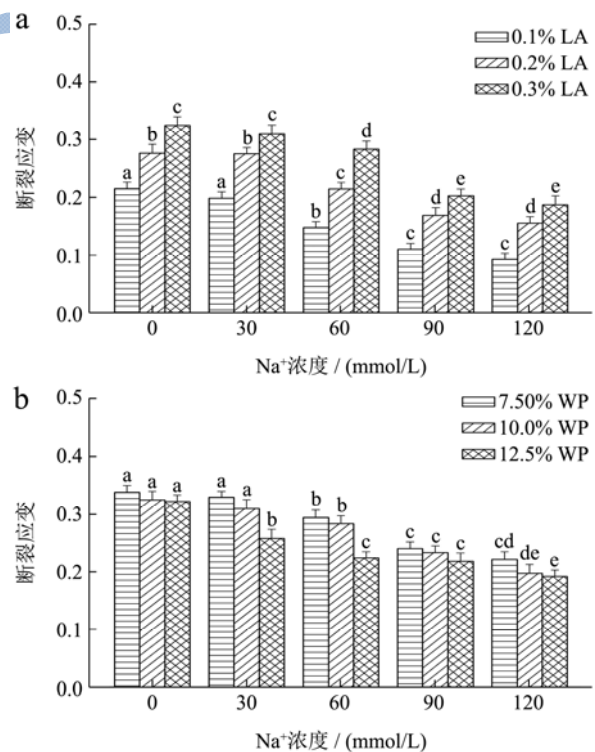 a
0.5
0.4
0.3
0.2
0.1
0.0
断裂应变
0.1% LA
0.2% LA
0.3% LA
a b c
a b c
b c d
c d e
c d e
0 30 60 90 120
Na⁺浓度 / (mmol/L)
b
0.5
0.4
0.3
0.2
0.1
0.0
断裂应变
7.50% WP
10.0% WP
12.5% WP
a a a
a a b
b b c
c c c
cd de e
0 30 60 90 120
Na⁺浓度 / (mmol/L)